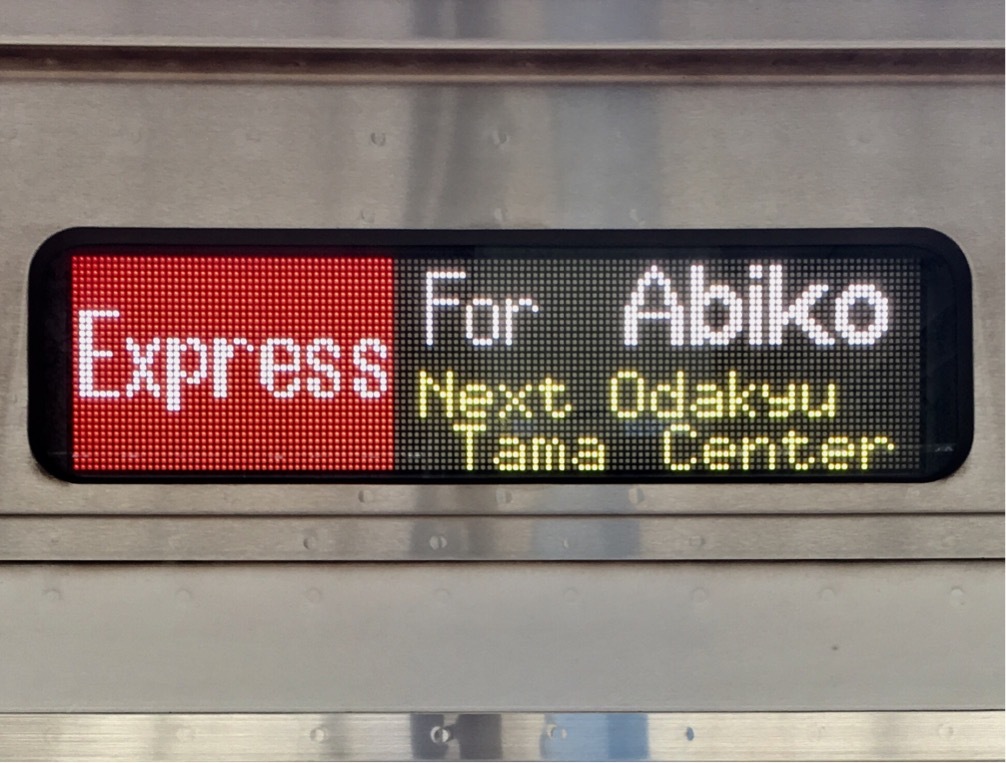 Express
For Abiko
Next Odakyu
Tama Center